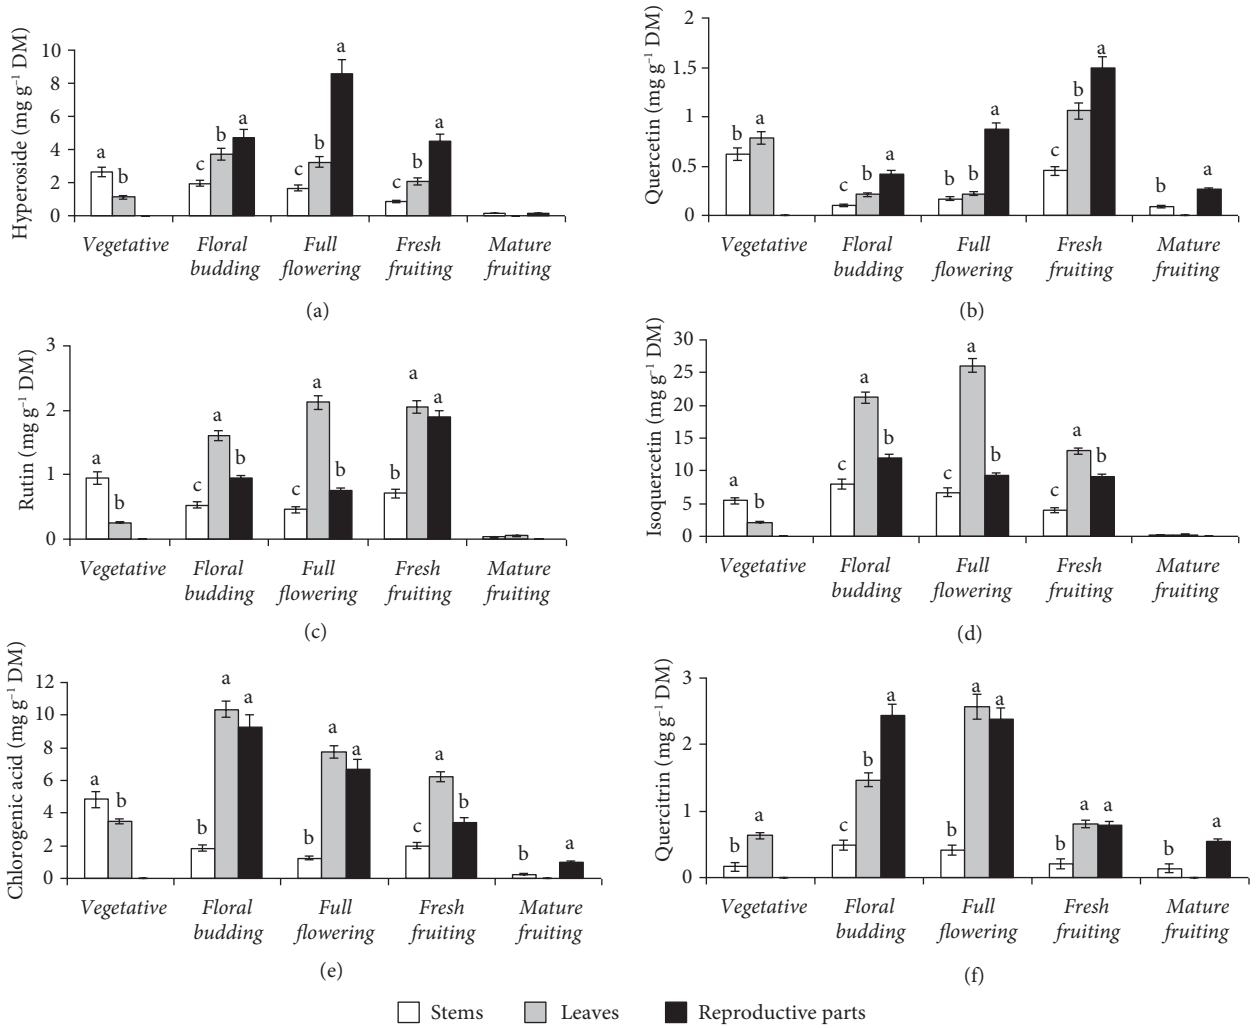 Hyperoside (mg g⁻¹ DM)
10
8
6
4
2
0
a
b
c
b
a
c
b
a
c
b
a
Vegetative
Floral
budding
Full
flowering
Fresh
fruiting
Mature
fruiting
(a)
Quercetin (mg g⁻¹ DM)
2
1.5
1
0.5
0
b
a
c
b
a
b
b
a
c
b
a
b
a
Vegetative
Floral
budding
Full
flowering
Fresh
fruiting
Mature
fruiting
(b)
Rutin (mg g⁻¹ DM)
3
2
1
0
a
b
c
a
b
c
a
b
b
a
a
Vegetative
Floral
budding
Full
flowering
Fresh
fruiting
Mature
fruiting
(c)
Isoquercetin (mg g⁻¹ DM)
30
25
20
15
10
5
0
a
b
c
a
b
c
a
b
c
a
b
Vegetative
Floral
budding
Full
flowering
Fresh
fruiting
Mature
fruiting
(d)
Chlorogenic acid (mg g⁻¹ DM)
12
10
8
6
4
2
0
a
b
b
a
a
b
a
a
c
a
b
b
a
Vegetative
Floral
budding
Full
flowering
Fresh
fruiting
Mature
fruiting
(e)
Quercitrin (mg g⁻¹ DM)
3
2
1
0
b
a
c
b
a
b
a
a
b
a
a
b
a
Vegetative
Floral
budding
Full
flowering
Fresh
fruiting
Mature
fruiting
(f)
Stems
Leaves
Reproductive parts